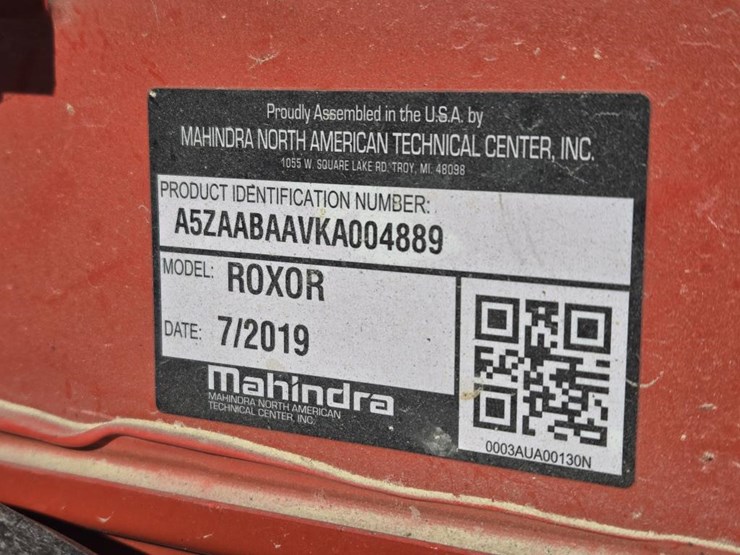 Proudly Assembled in the U.S.A. by
MAHINDRA NORTH AMERICAN TECHNICAL CENTER, INC.
1055 W. SQUARE LAKE RD. TROY, MI. 48098
PRODUCT IDENTIFICATION NUMBER:
A5ZAABAAVKA004889
MODEL: ROXOR
DATE: 7/2019
mahindra
MAHINDRA NORTH AMERICAN
TECHNICAL CENTER, INC.
0003AUA00130N